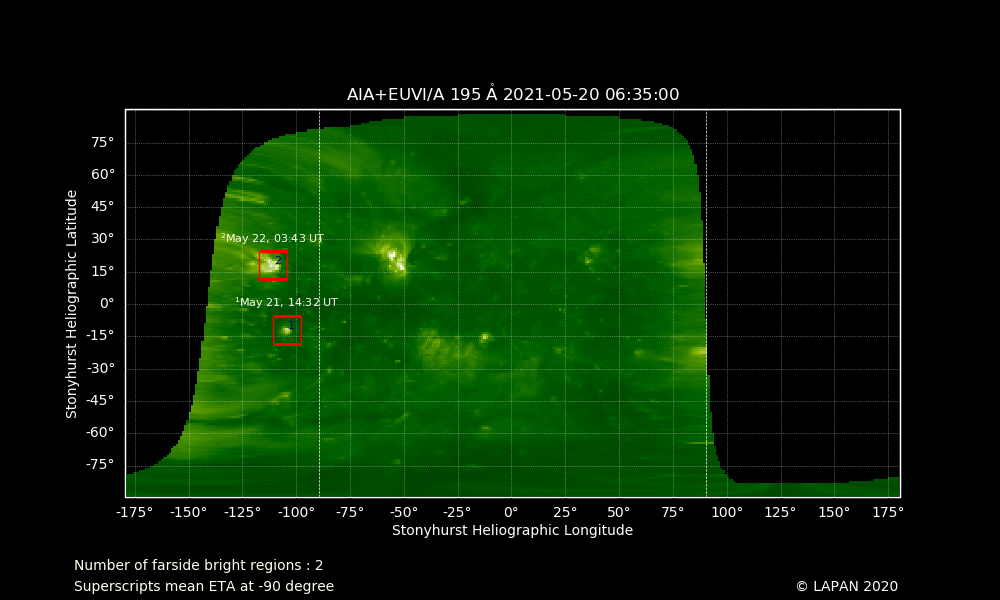 AIA+EUVI/A 195 Å 2021-05-20 06:35:00
75°
60°
45°
30°
15°
0°
-15°
-30°
-45°
-60°
-75°
Stonyhurst Heliographic Latitude
²May 22, 03:43 UT
2
¹May 21, 14:32 UT
1
-175° -150° -125° -100° -75° -50° -25° 0° 25° 50° 75° 100° 125° 150° 175°
Stonyhurst Heliographic Longitude
Number of farside bright regions : 2
Superscripts mean ETA at -90 degree
© LAPAN 2020